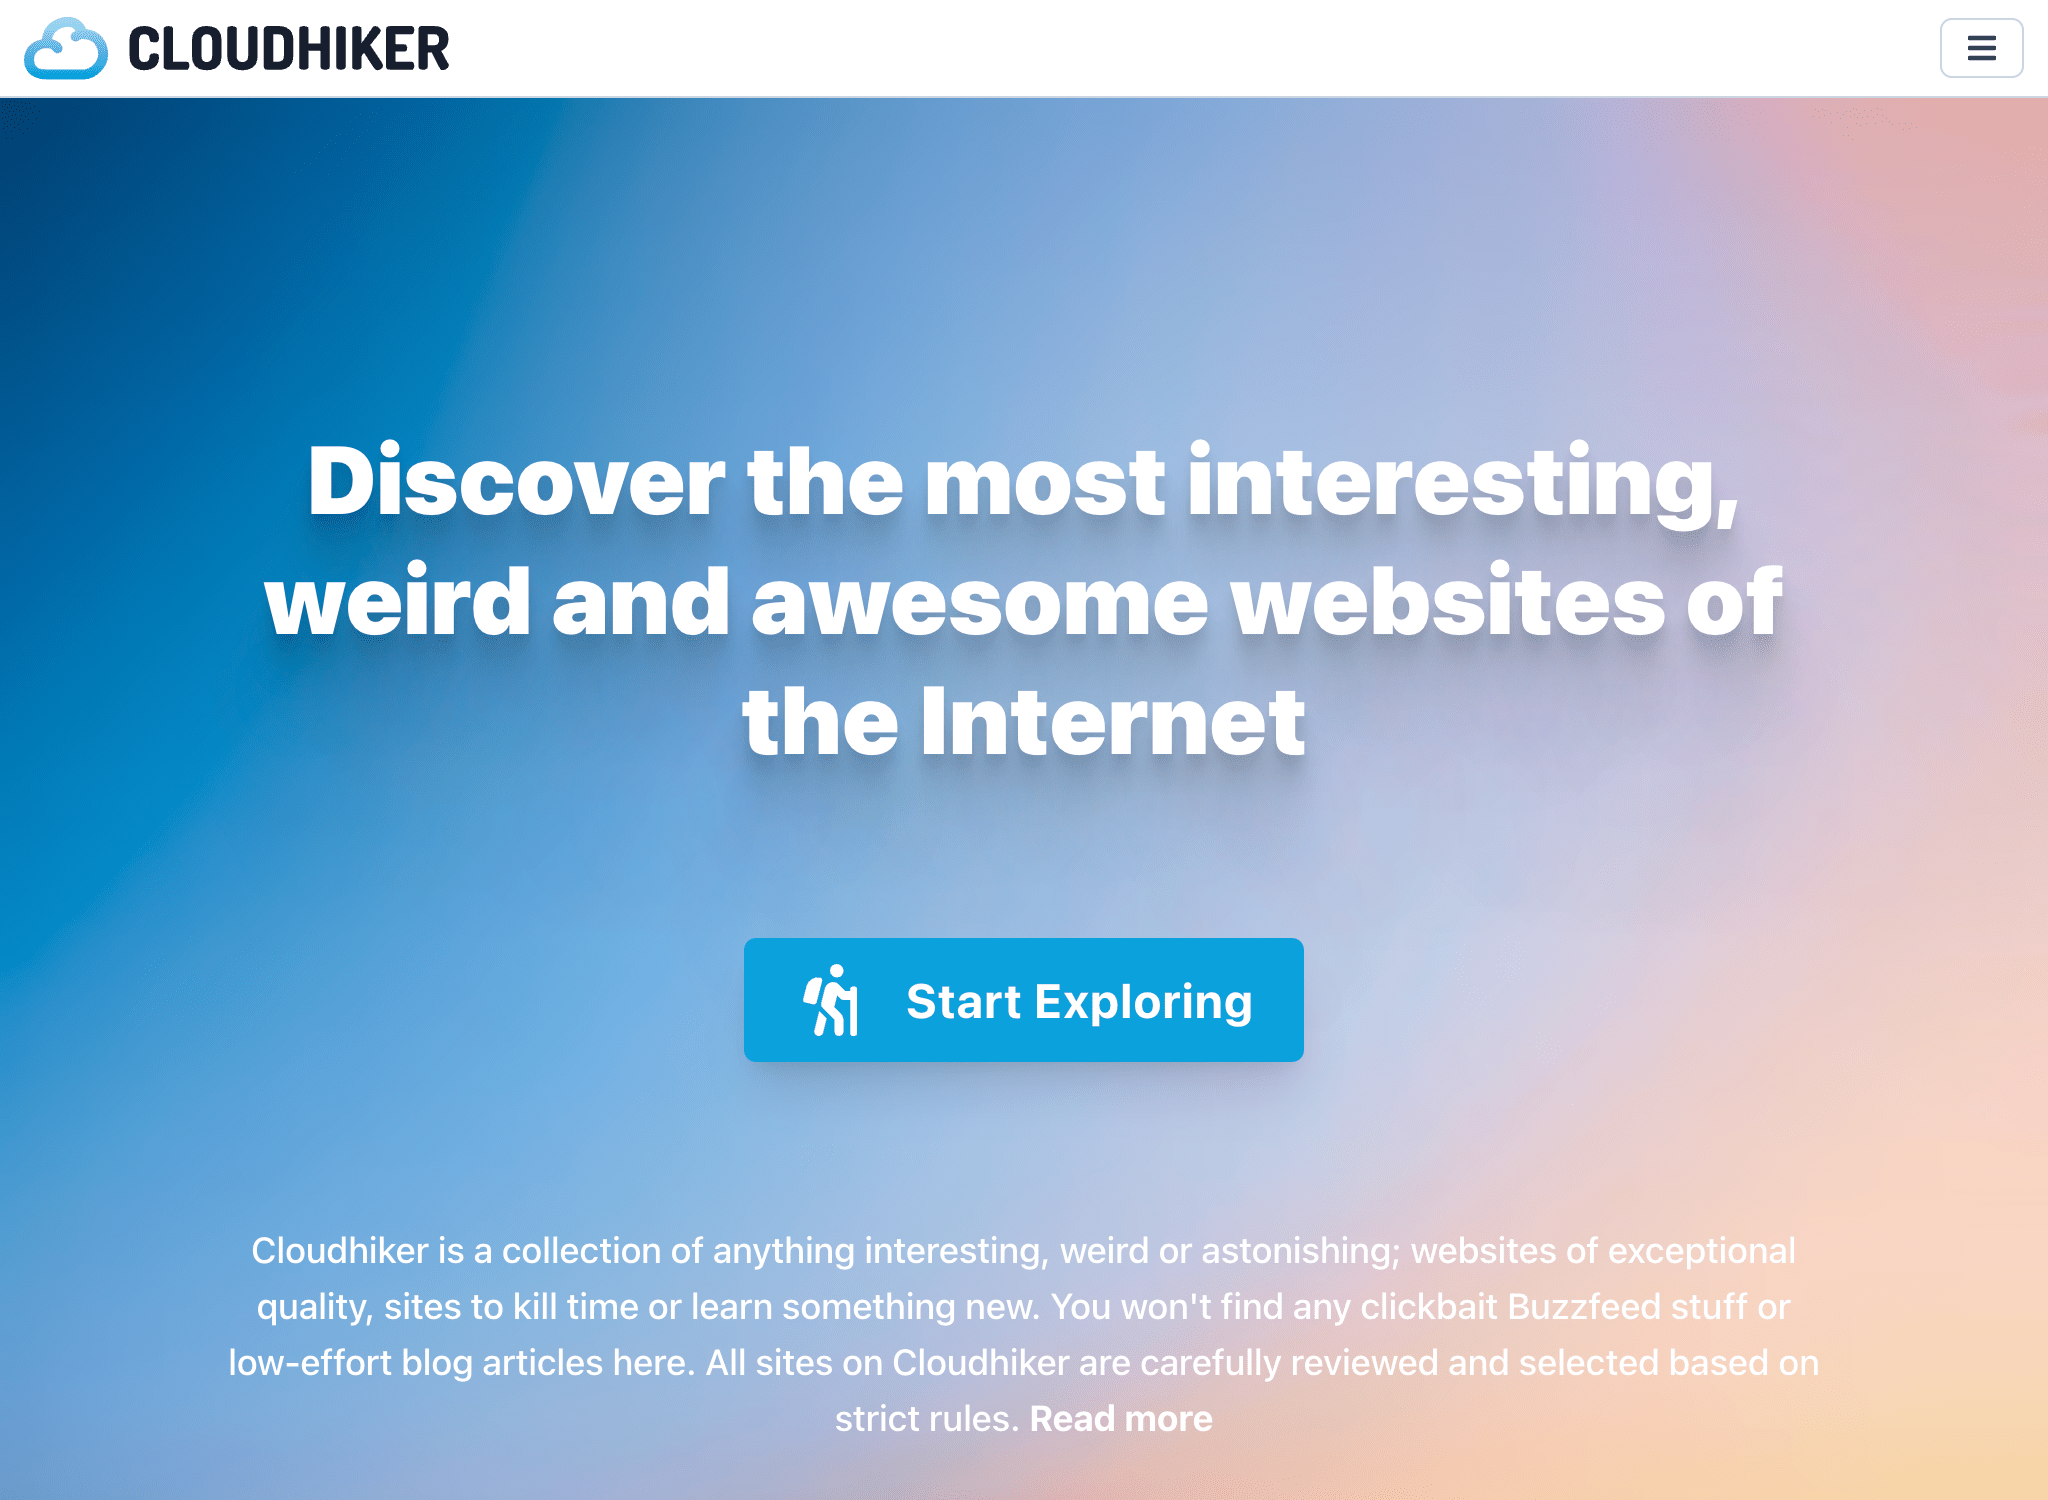 CLOUDHIKER
Discover the most interesting,
weird and awesome websites of
the Internet
Start Exploring
Cloudhiker is a collection of anything interesting, weird or astonishing; websites of exceptional
quality, sites to kill time or learn something new. You won't find any clickbait Buzzfeed stuff or
low-effort blog articles here. All sites on Cloudhiker are carefully reviewed and selected based on
strict rules. Read more